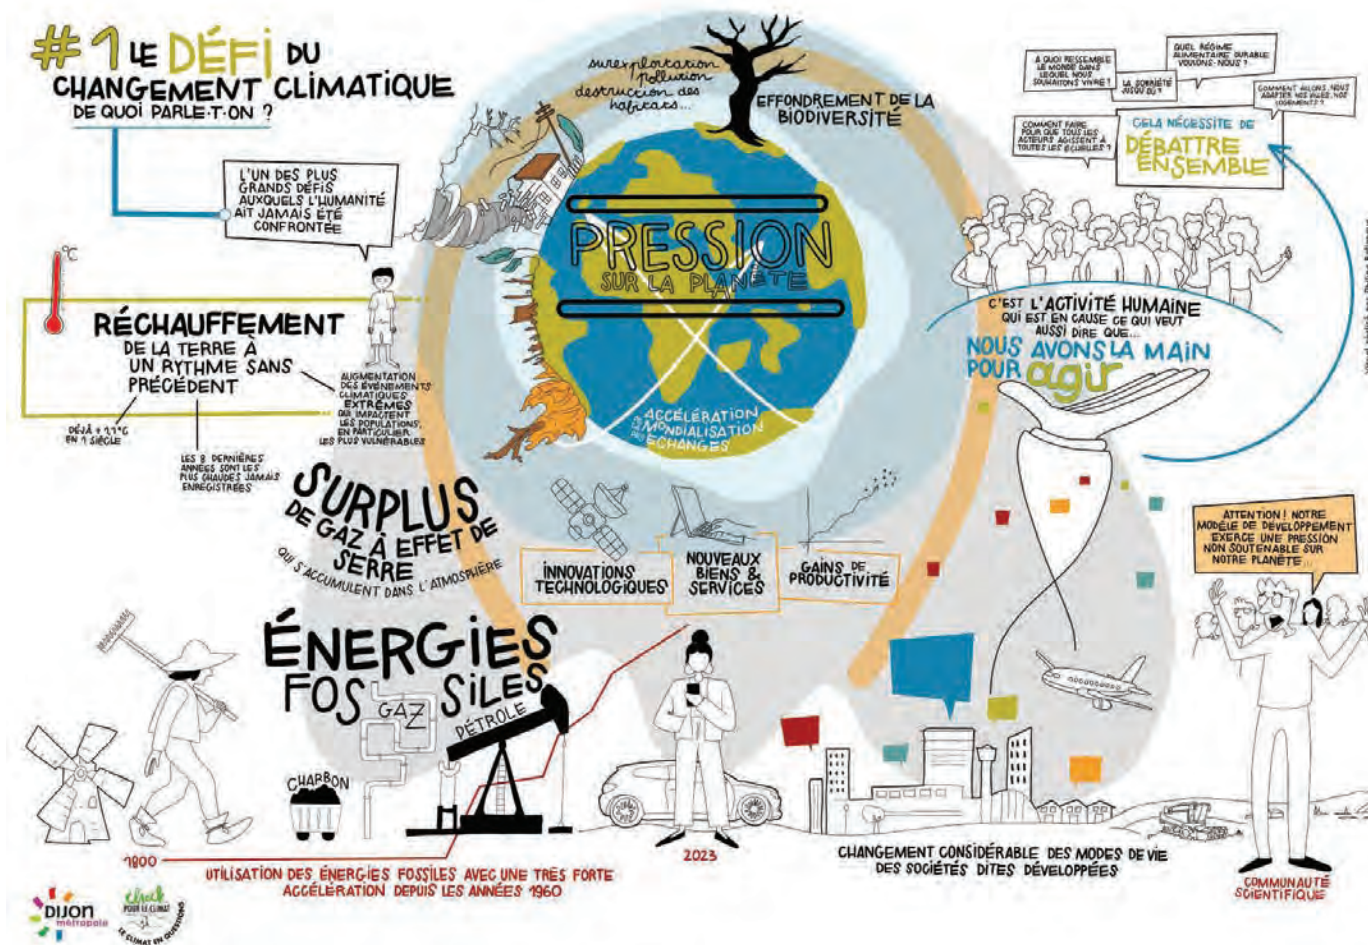 #1 LE DÉFI DU
CHANGEMENT CLIMATIQUE
DE QUOI PARLE·T·ON ?
L'UN DES PLUS
GRANDS DÉFIS
AUXQUELS L'HUMANITÉ
AIT JAMAIS ÉTÉ
CONFRONTÉE
°C
RÉCHAUFFEMENT
DE LA TERRE À
UN RYTHME SANS
PRÉCÉDENT
DÉJÀ + 1,1°C
EN 1 SIÈCLE
LES 8 DERNIÈRES
ANNÉES SONT LES
PLUS CHAUDES JAMAIS
ENREGISTRÉES
AUGMENTATION
DES ÉVÉNEMENTS
CLIMATIQUES
EXTRÊMES
QUI IMPACTENT
LES POPULATIONS,
EN PARTICULIER
LES PLUS VULNÉRABLES
surexploitation
pollution
destruction des
habitats...
EFFONDREMENT DE LA
BIODIVERSITÉ
PRESSION
SUR LA PLANÈTE
ACCÉLÉRATION
DE LA MONDIALISATION
DES ÉCHANGES
INNOVATIONS
TECHNOLOGIQUES
NOUVEAUX
BIENS &
SERVICES
GAINS DE
PRODUCTIVITÉ
SURPLUS
DE GAZ À EFFET DE
SERRE
QUI S'ACCUMULENT DANS L'ATMOSPHÈRE
ÉNERGIES
FOSSILES
GAZ
PÉTROLE
CHARBON
1800
UTILISATION DES ÉNERGIES FOSSILES AVEC UNE TRÈS FORTE
ACCÉLÉRATION DEPUIS LES ANNÉES 1960
2023
CHANGEMENT CONSIDÉRABLE DES MODES DE VIE
DES SOCIÉTÉS DITES DÉVELOPPÉES
A QUOI RESSEMBLE
LE MONDE DANS
LEQUEL NOUS
SOUHAITONS VIVRE ?
QUEL RÉGIME
ALIMENTAIRE DURABLE
VOULONS-NOUS ?
LA SOBRIÉTÉ
JUSQU'OÙ ?
COMMENT ALLONS-NOUS
ADAPTER NOS VILLES, NOS
LOGEMENTS ?
COMMENT FAIRE
POUR QUE TOUS LES
ACTEURS AGISSENT À
TOUTES LES ÉCHELLES ?
CELA NÉCESSITE DE
DÉBATTRE
ENSEMBLE
C'EST L'ACTIVITÉ HUMAINE
QUI EST EN CAUSE CE QUI VEUT
AUSSI DIRE QUE...
NOUS AVONS LA MAIN
POUR agir
ATTENTION ! NOTRE
MODÈLE DE DÉVELOPPEMENT
EXERCE UNE PRESSION
NON SOUTENABLE SUR
NOTRE PLANÈTE...
COMMUNAUTÉ
SCIENTIFIQUE
DIJON
métropole
POUR LE CLIMAT
LE CLIMAT EN QUESTIONS